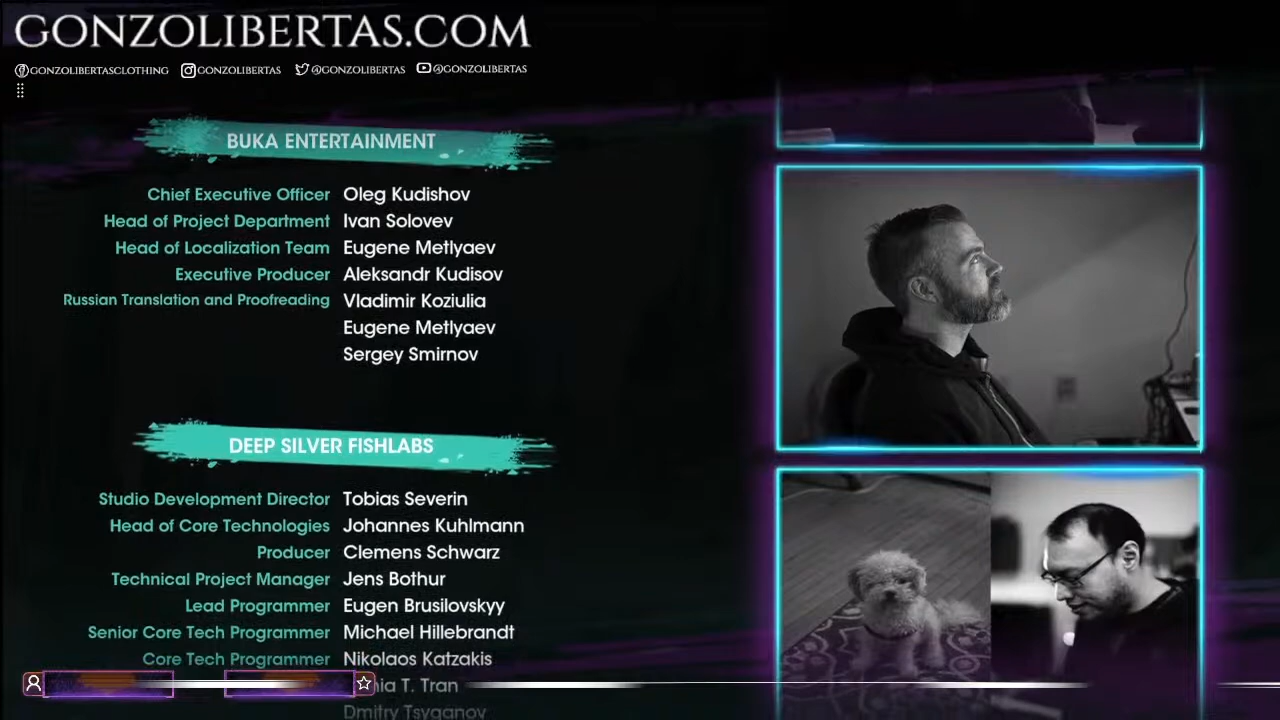 GONZOLIBERTAS.COM
GONZOLIBERTASCLOTHING GONZOLIBERTAS @GONZOLIBERTAS @GONZOLIBERTAS
BUKA ENTERTAINMENT
Chief Executive Officer Oleg Kudishov
Head of Project Department Ivan Solovev
Head of Localization Team Eugene Metlyaev
Executive Producer Aleksandr Kudisov
Russian Translation and Proofreading Vladimir Koziulia
Eugene Metlyaev
Sergey Smirnov
DEEP SILVER FISHLABS
Studio Development Director Tobias Severin
Head of Core Technologies Johannes Kuhlmann
Producer Clemens Schwarz
Technical Project Manager Jens Bothur
Lead Programmer Eugen Brusilovskyy
Senior Core Tech Programmer Michael Hillebrandt
Core Tech Programmer Nikolaos Katzakis
T. Tran
Dmitry Tsyganov